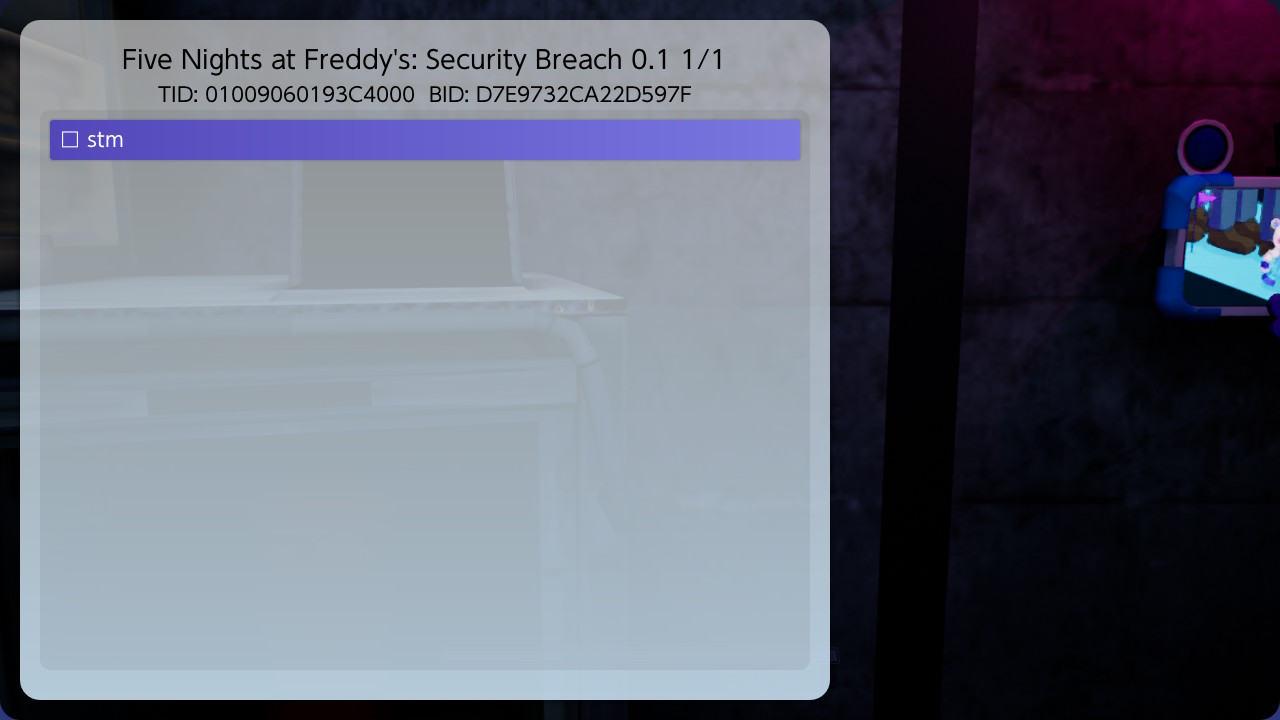 Five Nights at Freddy's: Security Breach 0.1 1/1
TID: 01009060193C4000 BID: D7E9732CA22D597F
stm